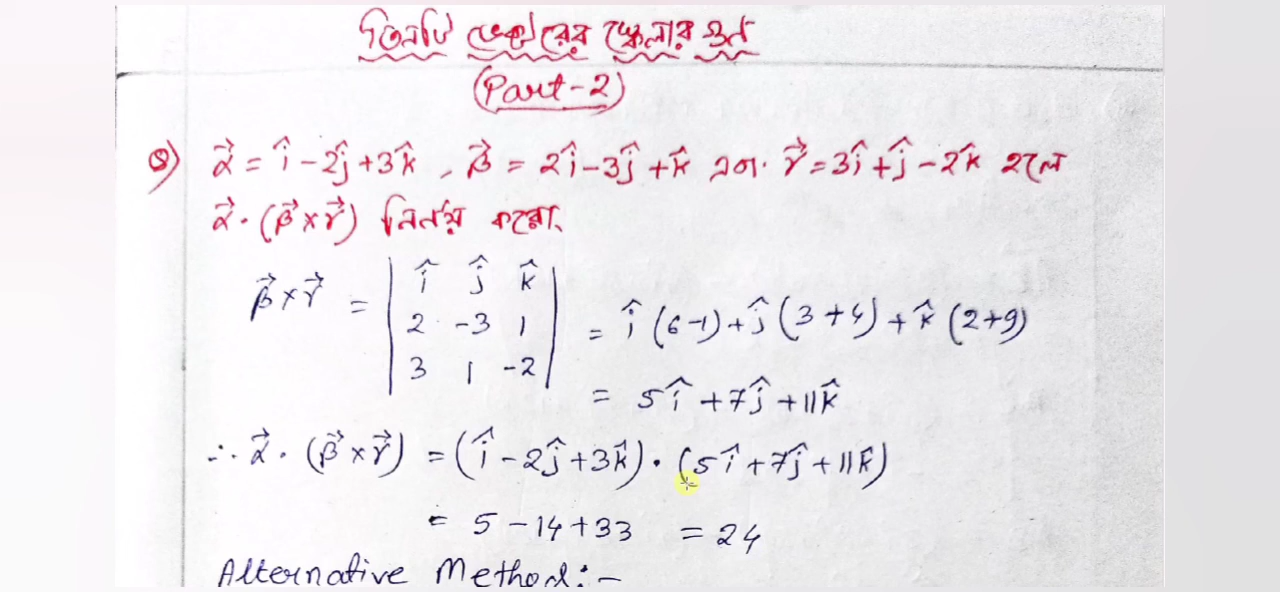 তিনটি ভেক্টরের স্কেলার গুণ
(Part-2)
Q) α⃗ = î - 2ĵ + 3k̂, β⃗ = 2î - 3ĵ + k̂ এবং γ⃗ = 3î + ĵ - 2k̂ হলে
α⃗ · (β⃗ × γ⃗) নির্ণয় করো।
β⃗ × γ⃗ = | î ĵ k̂ |
| 2 -3 1 |
| 3 1 -2 |
= î (6-1) + ĵ (3+4) + k̂ (2+9)
= 5î + 7ĵ + 11k̂
∴ α⃗ · (β⃗ × γ⃗) = (î - 2ĵ + 3k̂) · (5î + 7ĵ + 11k̂)
= 5 - 14 + 33 = 24
Alternative Method:-